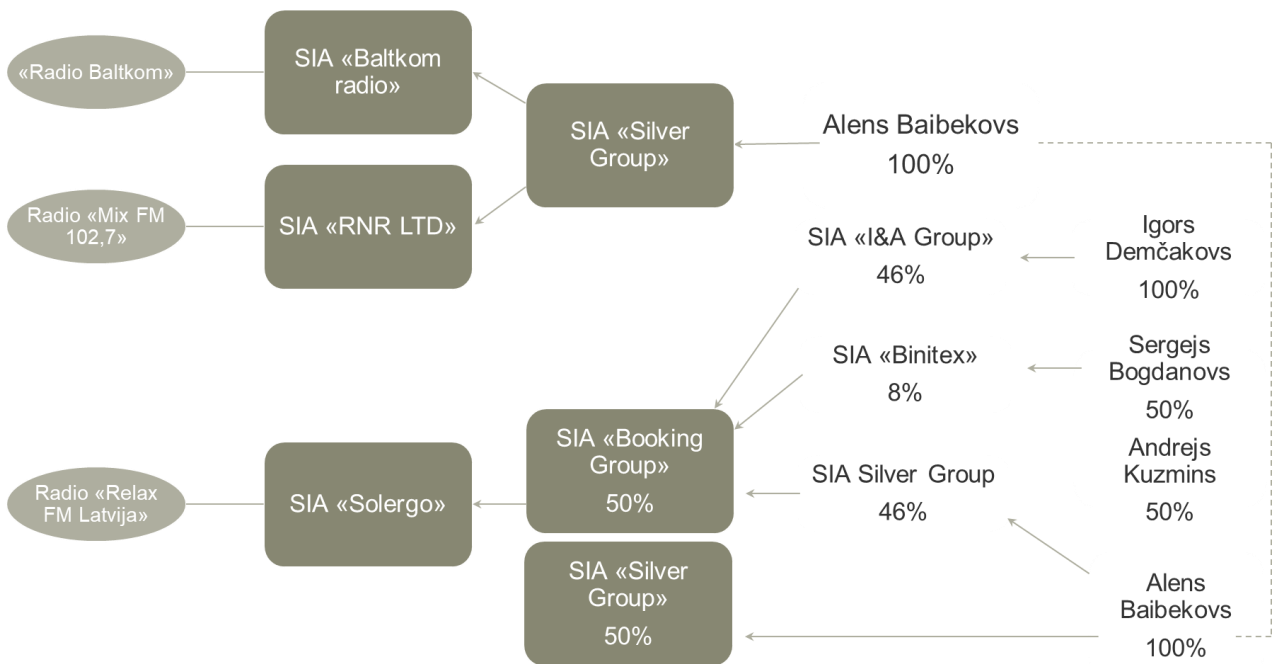 «Radio Baltkom»
SIA «Baltkom
radio»
SIA «Silver
Group»
Alens Baibekovs
100%
Radio «Mix FM
102,7»
SIA «RNR LTD»
SIA «I&A Group»
46%
Igors
Demčakovs
100%
SIA «Binitex»
8%
Sergejs
Bogdanovs
50%
Andrejs
Kuzmins
50%
Radio «Relax
FM Latvija»
SIA «Solergo»
SIA «Booking
Group»
50%
SIA Silver Group
46%
SIA «Silver
Group»
50%
Alens
Baibekovs
100%